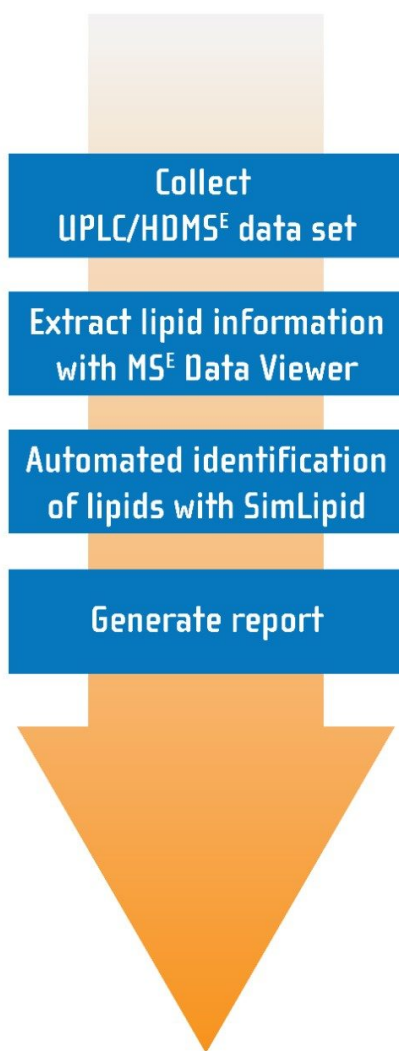 Collect
UPLC/HDMSᴱ data set
Extract lipid information
with MSᴱ Data Viewer
Automated identification
of lipids with SimLipid
Generate report